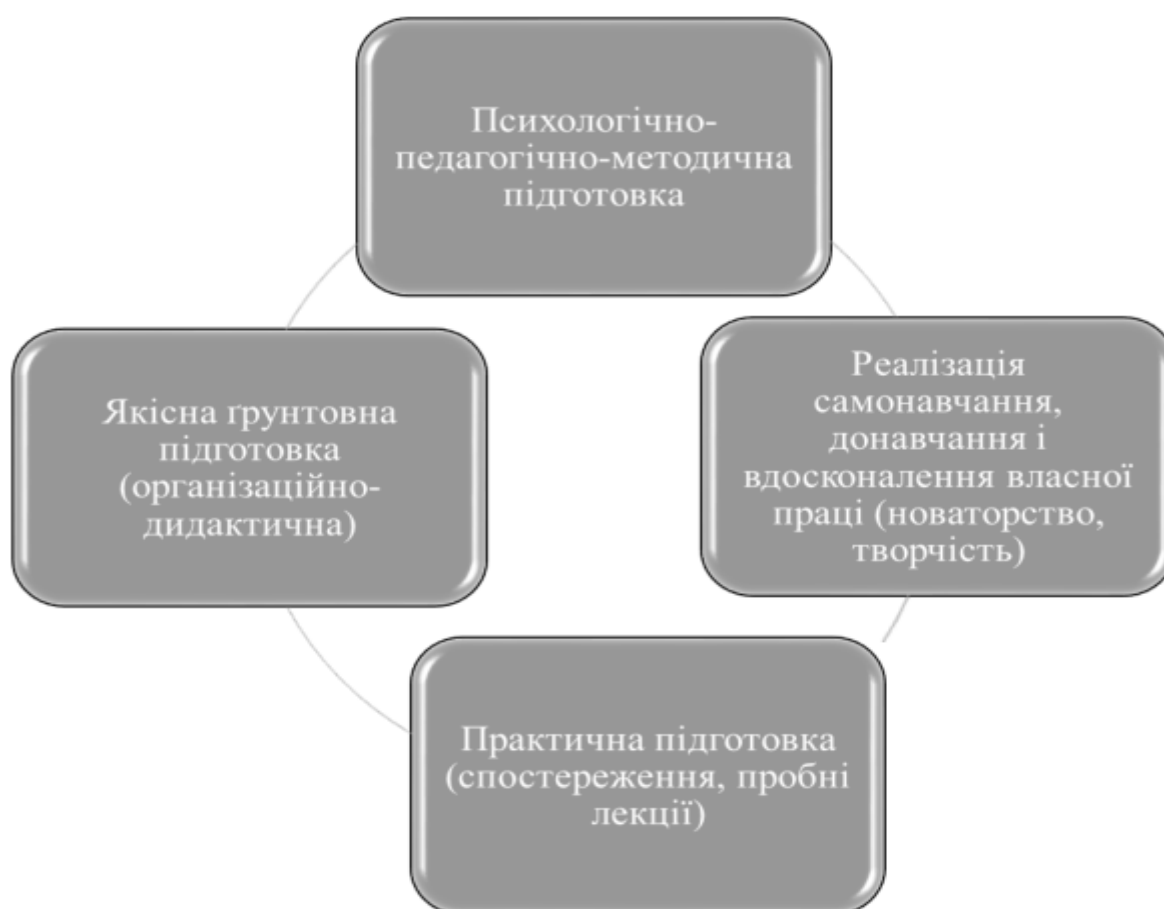 Психологічно-
педагогічно-методична
підготовка
Якісна ґрунтовна
підготовка
(організаційно-
дидактична)
Реалізація
самонавчання,
донавчання і
вдосконалення власної
праці (новаторство,
творчість)
Практична підготовка
(спостереження, пробні
лекції)